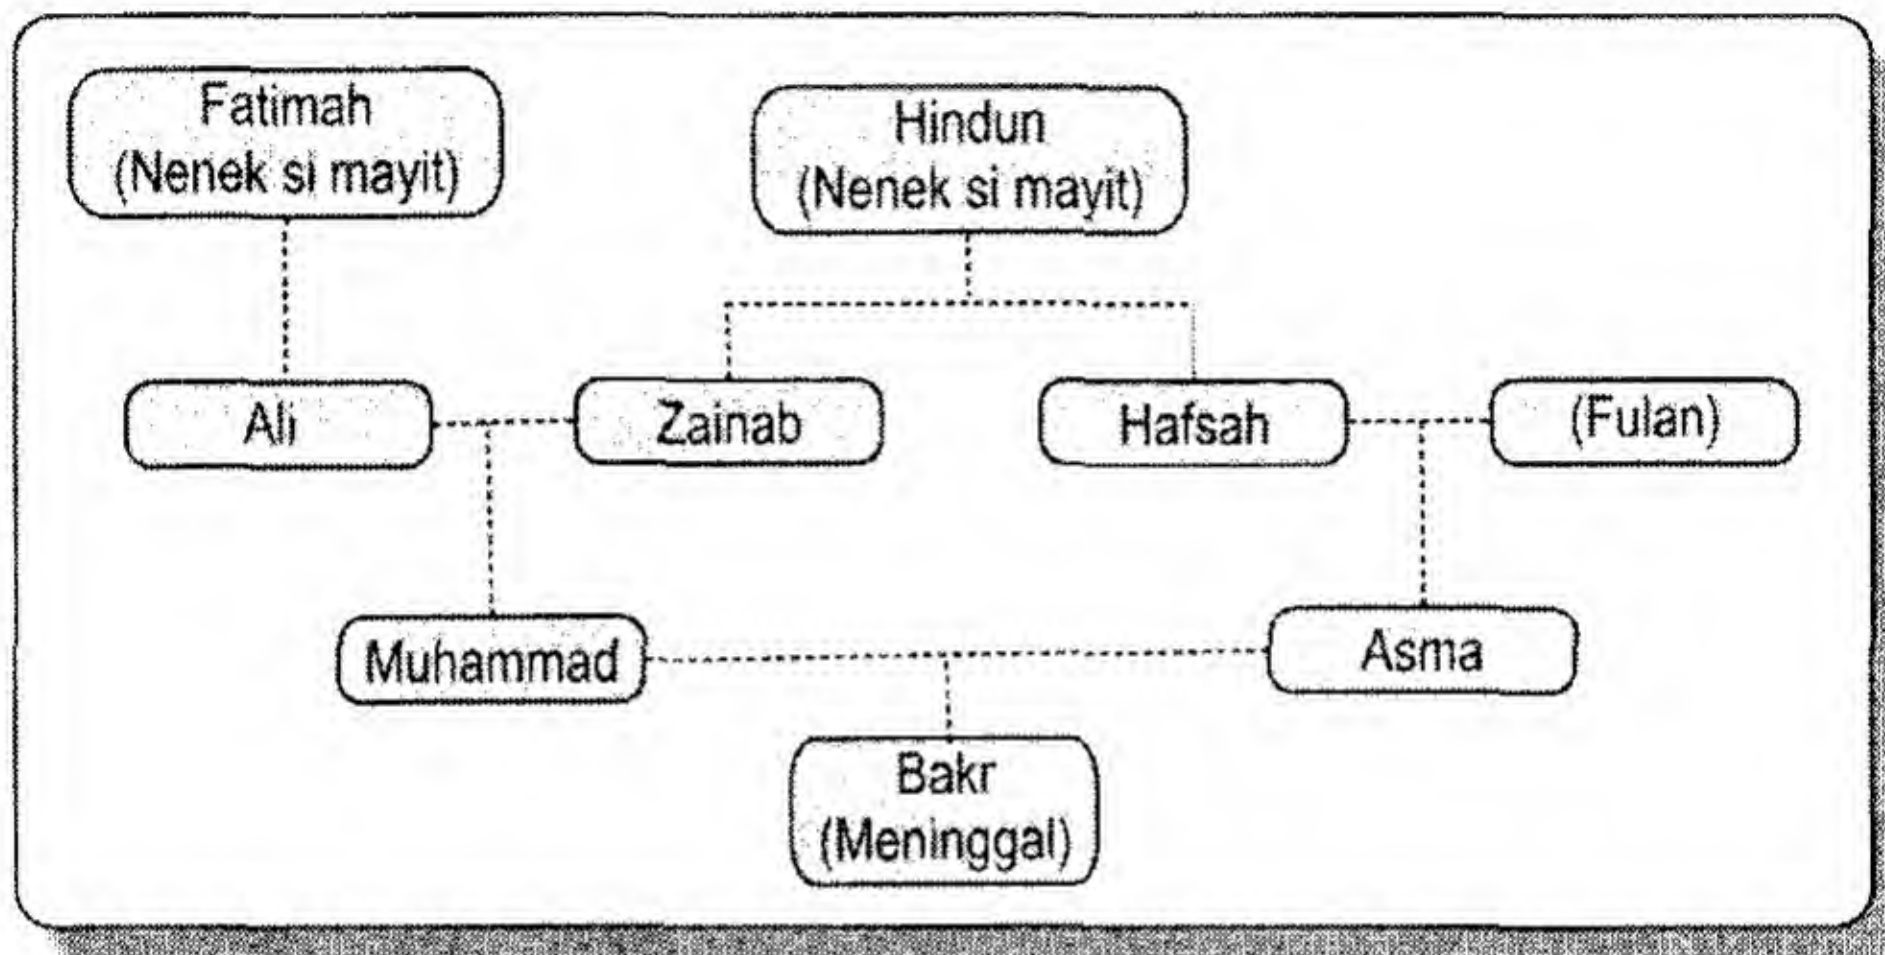 Fatimah
(Nenek si mayit)
Hindun
(Nenek si mayit)
Ali
Zainab
Hafsah
(Fulan)
Muhammad
Asma
Bakr
(Meninggal)